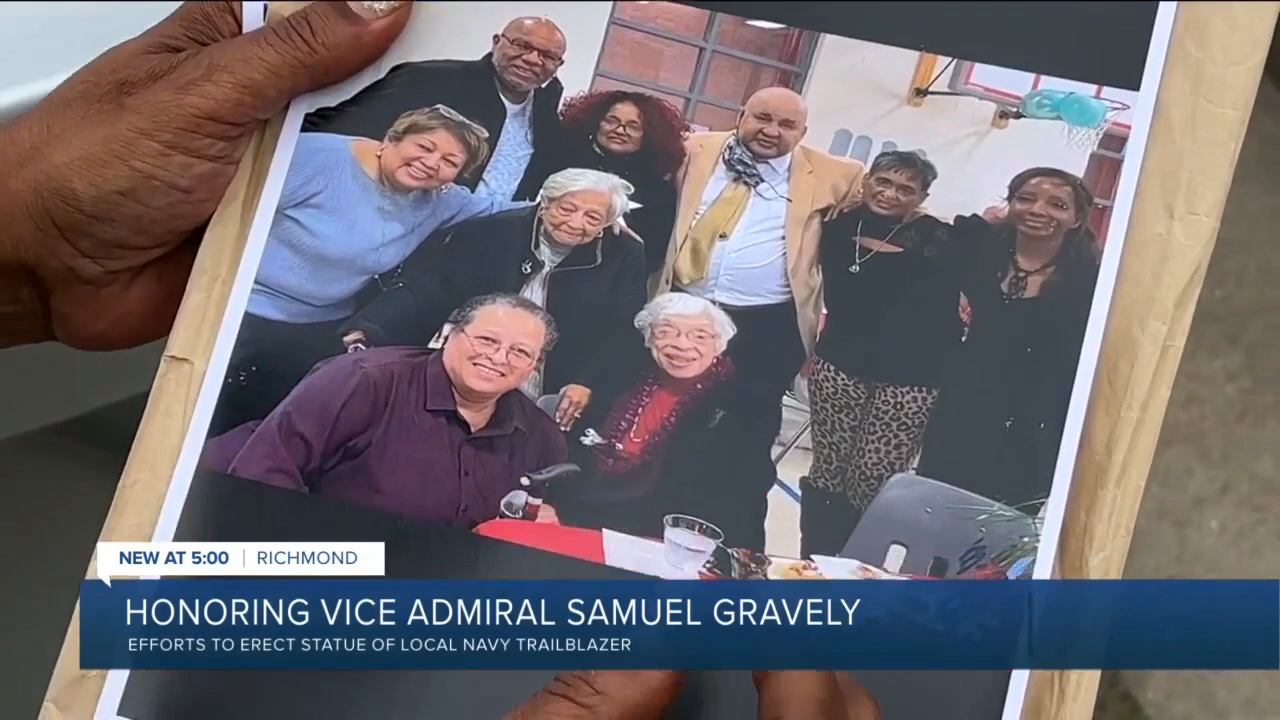 NEW AT 5:00 | RICHMOND
HONORING VICE ADMIRAL SAMUEL GRAVELY
EFFORTS TO ERECT STATUE OF LOCAL NAVY TRAILBLAZER